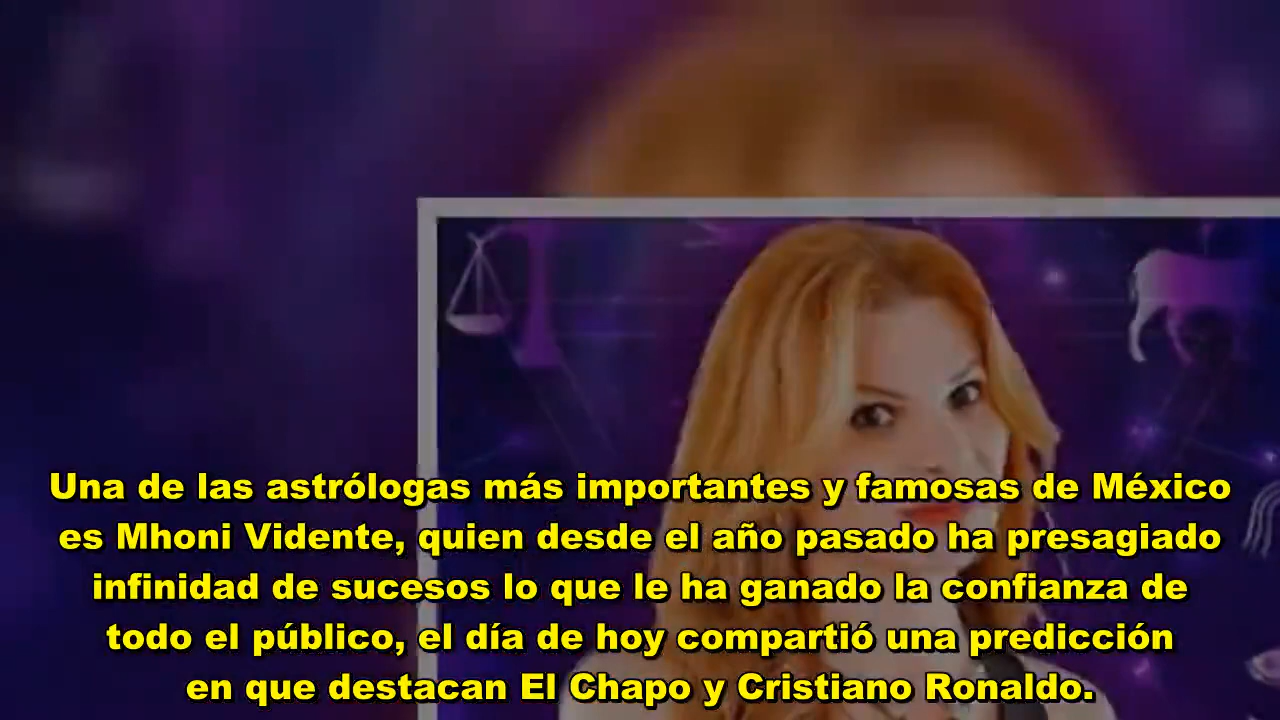 Una de las astrólogas más importantes y famosas de México
es Mhoni Vidente, quien desde el año pasado ha presagiado
infinidad de sucesos lo que le ha ganado la confianza de
todo el público, el día de hoy compartió una predicción
en que destacan El Chapo y Cristiano Ronaldo.